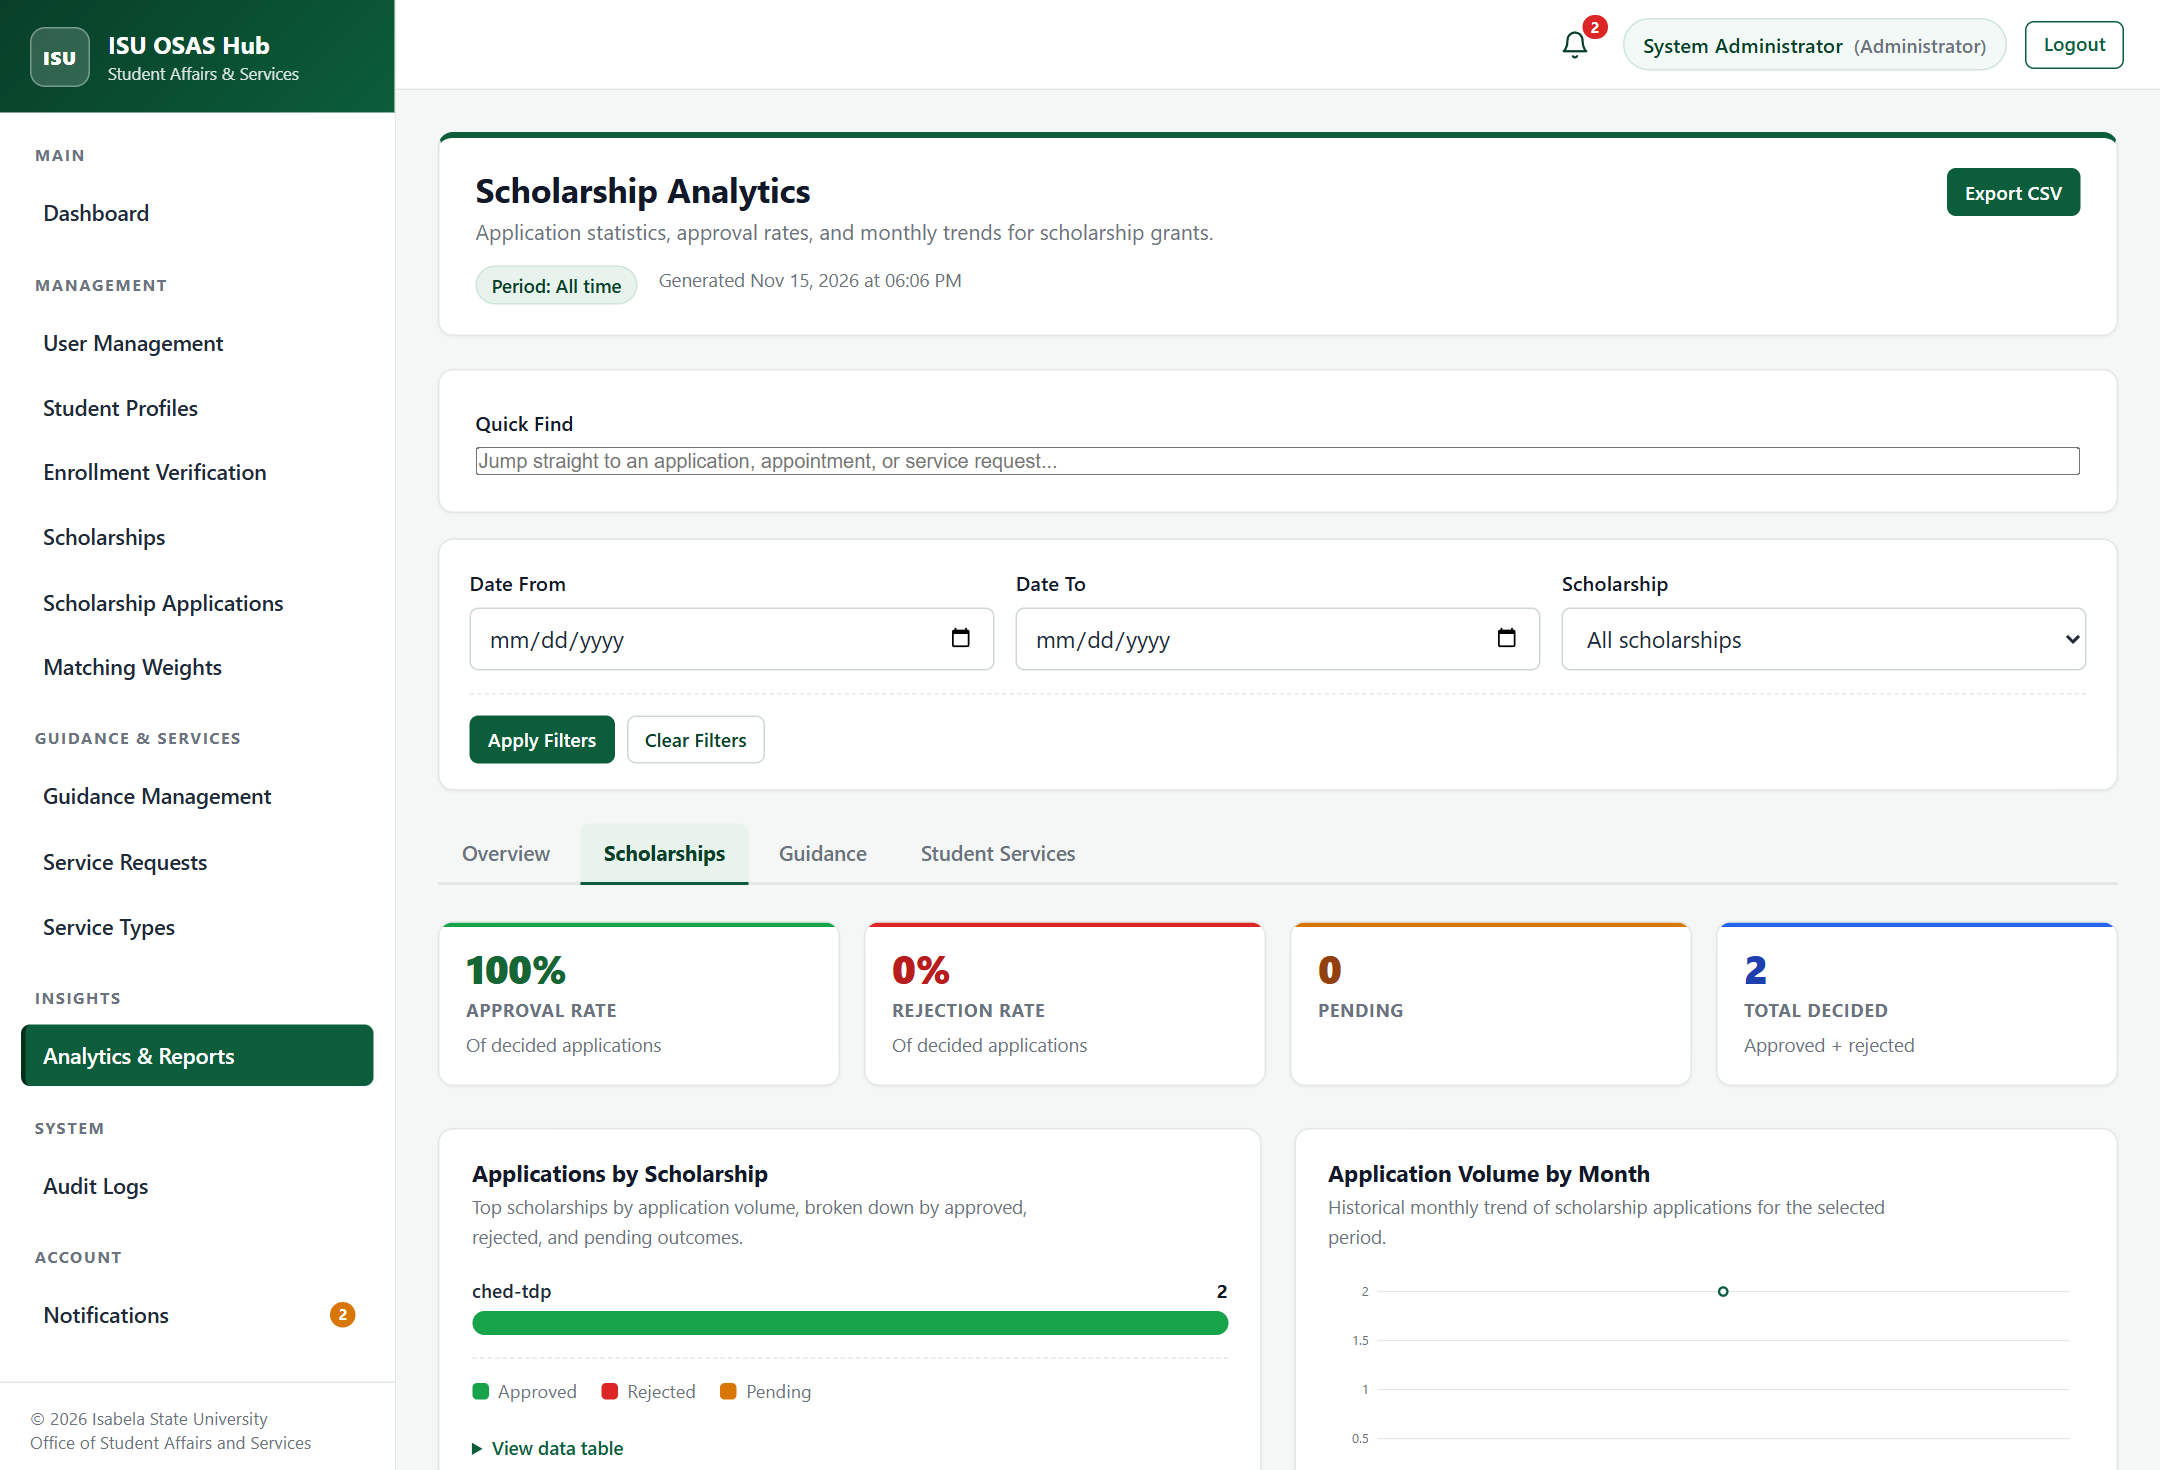 ISU
ISU OSAS Hub
Student Affairs & Services
MAIN
Dashboard
MANAGEMENT
User Management
Student Profiles
Enrollment Verification
Scholarships
Scholarship Applications
Matching Weights
GUIDANCE & SERVICES
Guidance Management
Service Requests
Service Types
INSIGHTS
Analytics & Reports
SYSTEM
Audit Logs
ACCOUNT
Notifications 2
© 2026 Isabela State University
Office of Student Affairs and Services
2
System Administrator (Administrator)
Logout
Scholarship Analytics
Export CSV
Application statistics, approval rates, and monthly trends for scholarship grants.
Period: All time Generated Nov 15, 2026 at 06:06 PM
Quick Find
Jump straight to an application, appointment, or service request...
Date From Date To Scholarship
mm/dd/yyyy mm/dd/yyyy All scholarships
Apply Filters Clear Filters
Overview Scholarships Guidance Student Services
100%
APPROVAL RATE
Of decided applications
0%
REJECTION RATE
Of decided applications
0
PENDING
2
TOTAL DECIDED
Approved + rejected
Applications by Scholarship
Top scholarships by application volume, broken down by approved,
rejected, and pending outcomes.
ched-tdp 2
Approved Rejected Pending
View data table
Application Volume by Month
Historical monthly trend of scholarship applications for the selected
period.
2
1.5
1
0.5